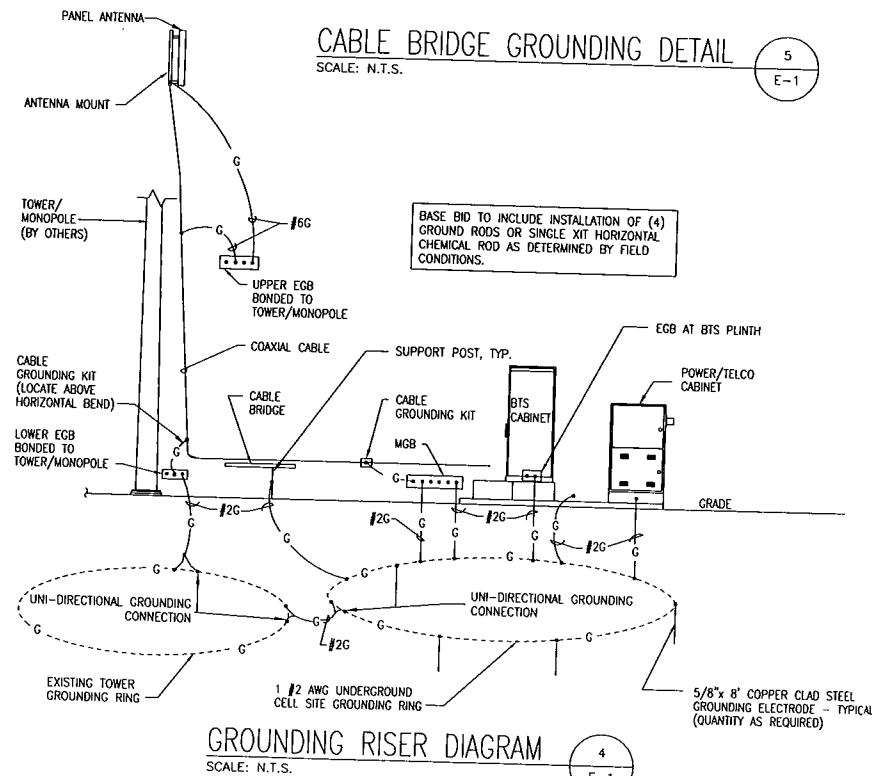 PANEL ANTENNA
CABLE BRIDGE GROUNDING DETAIL
SCALE: N.T.S.
5
E-1
ANTENNA MOUNT
G
TOWER/
MONOPOLE
(BY OTHERS)
G
#6G
BASE BID TO INCLUDE INSTALLATION OF (4)
GROUND RODS OR SINGLE XIT HORIZONTAL
CHEMICAL ROD AS DETERMINED BY FIELD
CONDITIONS.
UPPER EGB
BONDED TO
TOWER/MONOPOLE
EGB AT BTS PLINTH
COAXIAL CABLE
SUPPORT POST, TYP.
POWER/TELCO
CABINET
CABLE
GROUNDING KIT
(LOCATE ABOVE
HORIZONTAL BEND)
CABLE
BRIDGE
CABLE
GROUNDING KIT
BTS
CABINET
LOWER EGB
BONDED TO
TOWER/MONOPOLE
G
MGB
G
GRADE
#2G
#2G
#2G
#2G
G
G
G
G
G
G
G
G
G
UNI-DIRECTIONAL GROUNDING
CONNECTION
UNI-DIRECTIONAL GROUNDING
CONNECTION
G
G
G
#2G
G
EXISTING TOWER
GROUNDING RING
1 #2 AWG UNDERGROUND
CELL SITE GROUNDING RING
5/8"x 8' COPPER CLAD STEEL
GROUNDING ELECTRODE - TYPICAL
(QUANTITY AS REQUIRED)
GROUNDING RISER DIAGRAM
SCALE: N.T.S.
4